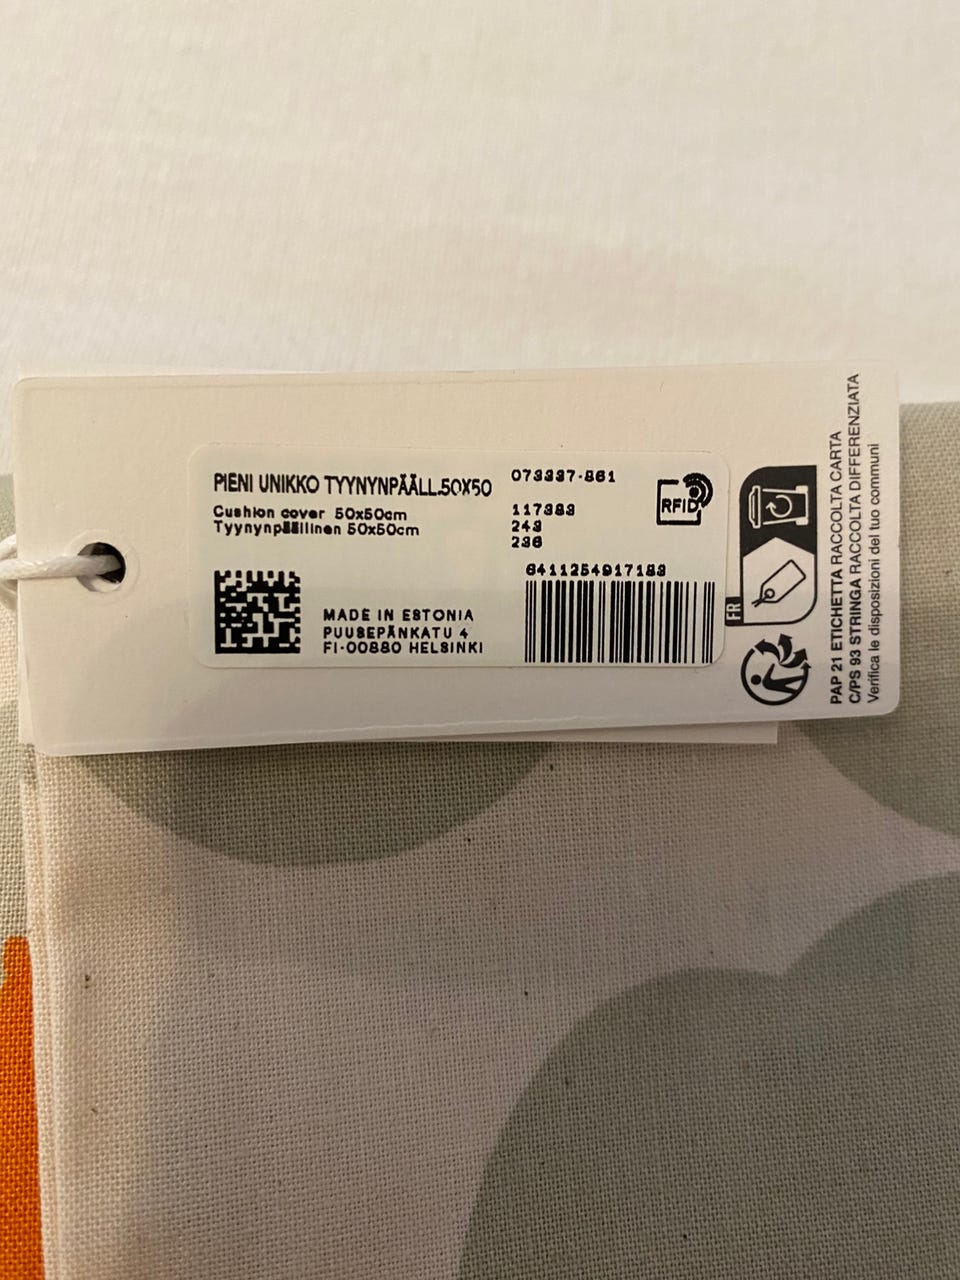 PIENI UNIKKO TYYNYNPÄÄLL.50X50
Cushion cover 50x50cm
Tyynynpäällinen 50x50cm
073337-861
117383
243
236
RFID
6411254917183
MADE IN ESTONIA
PUUSEPÄNKATU 4
FI-00880 HELSINKI
FR
PAP 21 ETICHETTA RACCOLTA CARTA
C/PS 93 STRINGA RACCOLTA DIFFERENZIATA
Verifica le disposizioni del tuo communi